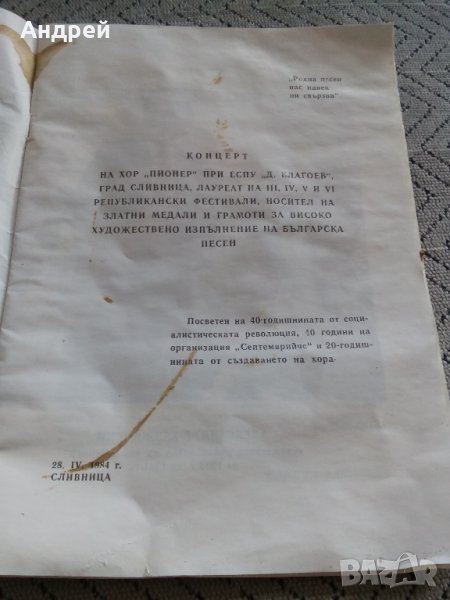 Андрей
„Родна песен
нас навек
ни свързва"
КОНЦЕРТ
НА ХОР „ПИОНЕР" ПРИ ЕСПУ „Д. БЛАГОЕВ",
ГРАД СЛИВНИЦА, ЛАУРЕАТ НА III, IV, V И VI
РЕПУБЛИКАНСКИ ФЕСТИВАЛИ, НОСИТЕЛ НА
ЗЛАТНИ МЕДАЛИ И ГРАМОТИ ЗА ВИСОКО
ХУДОЖЕСТВЕНО ИЗПЪЛНЕНИЕ НА БЪЛГАРСКА
ПЕСЕН
Посветен на 40-годишнината от соци-
алистическата революция, 40 години на
организация „Септемврийче" и 20-годиш-
нината от създаването на хора.
28. IV. 1984 г.
СЛИВНИЦА
BAZAR.BG